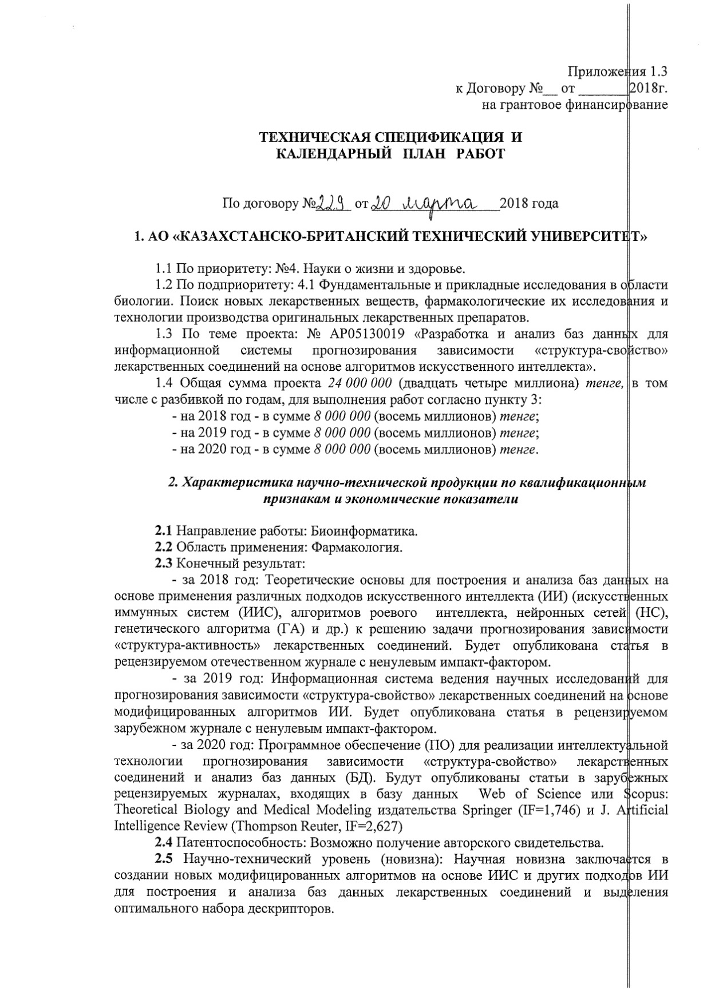 Приложения 1.3
к Договору №__ от _______2018г.
на грантовое финансирование
ТЕХНИЧЕСКАЯ СПЕЦИФИКАЦИЯ И
КАЛЕНДАРНЫЙ ПЛАН РАБОТ
По договору №229 от 20 марта 2018 года
1. АО «КАЗАХСТАНСКО-БРИТАНСКИЙ ТЕХНИЧЕСКИЙ УНИВЕРСИТЕТ»
1.1 По приоритету: №4. Науки о жизни и здоровье.
1.2 По подприоритету: 4.1 Фундаментальные и прикладные исследования в области
биологии. Поиск новых лекарственных веществ, фармакологические их исследования и
технологии производства оригинальных лекарственных препаратов.
1.3 По теме проекта: № АР05130019 «Разработка и анализ баз данных для
информационной системы прогнозирования зависимости «структура-свойство»
лекарственных соединений на основе алгоритмов искусственного интеллекта».
1.4 Общая сумма проекта 24 000 000 (двадцать четыре миллиона) тенге, в том
числе с разбивкой по годам, для выполнения работ согласно пункту 3:
- на 2018 год - в сумме 8 000 000 (восемь миллионов) тенге;
- на 2019 год - в сумме 8 000 000 (восемь миллионов) тенге;
- на 2020 год - в сумме 8 000 000 (восемь миллионов) тенге.
2. Характеристика научно-технической продукции по квалификационным
признакам и экономические показатели
2.1 Направление работы: Биоинформатика.
2.2 Область применения: Фармакология.
2.3 Конечный результат:
- за 2018 год: Теоретические основы для построения и анализа баз данных на
основе применения различных подходов искусственного интеллекта (ИИ) (искусственных
иммунных систем (ИИС), алгоритмов роевого интеллекта, нейронных сетей (НС),
генетического алгоритма (ГА) и др.) к решению задачи прогнозирования зависимости
«структура-активность» лекарственных соединений. Будет опубликована статья в
рецензируемом отечественном журнале с ненулевым импакт-фактором.
- за 2019 год: Информационная система ведения научных исследований для
прогнозирования зависимости «структура-свойство» лекарственных соединений на основе
модифицированных алгоритмов ИИ. Будет опубликована статья в рецензируемом
зарубежном журнале с ненулевым импакт-фактором.
- за 2020 год: Программное обеспечение (ПО) для реализации интеллектуальной
технологии прогнозирования зависимости «структура-свойство» лекарственных
соединений и анализ баз данных (БД). Будут опубликованы статьи в зарубежных
рецензируемых журналах, входящих в базу данных Web of Science или Scopus:
Theoretical Biology and Medical Modeling издательства Springer (IF=1,746) и J. Artificial
Intelligence Review (Thompson Reuter, IF=2,627)
2.4 Патентоспособность: Возможно получение авторского свидетельства.
2.5 Научно-технический уровень (новизна): Научная новизна заключается в
создании новых модифицированных алгоритмов на основе ИИС и других подходов ИИ
для построения и анализа баз данных лекарственных соединений и выделения
оптимального набора дескрипторов.